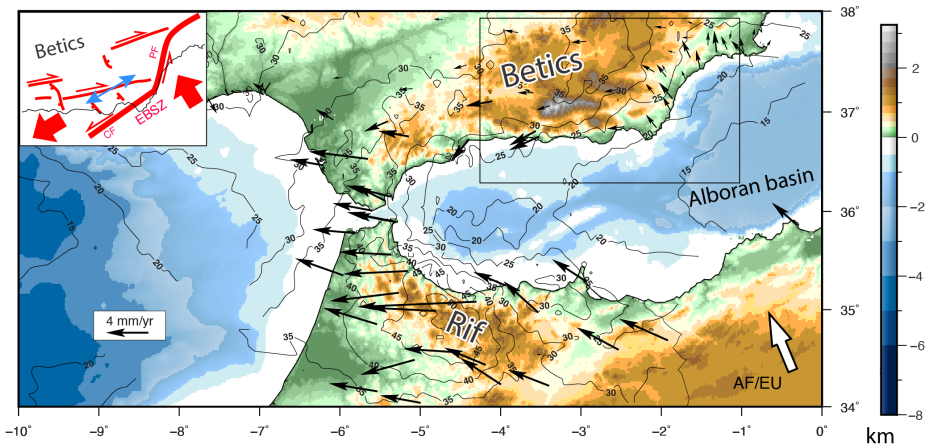 Betics
PF
EBSZ
CF
Betics
Alboran basin
Rif
4 mm/yr
AF/EU
38°
37°
36°
35°
34°
−10°
−9°
−8°
−7°
−6°
−5°
−4°
−3°
−2°
−1°
0°
2
0
−2
−4
−6
−8
km